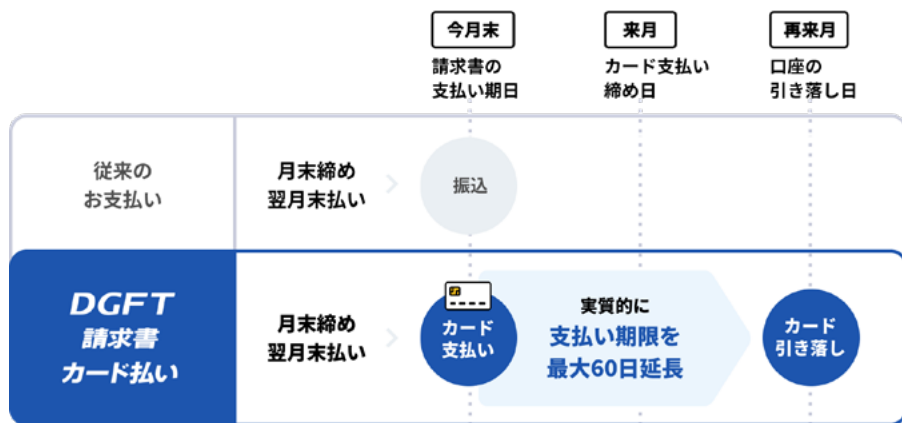 今月末
来月
再来月
請求書の
支払い期日
カード支払い
締め日
口座の
引き落し日
従来の
お支払い
月末締め
翌月末払い
振込
DGFT
請求書
カード払い
月末締め
翌月末払い
カード
支払い
実質的に
支払い期限を
最大60日延長
カード
引き落し